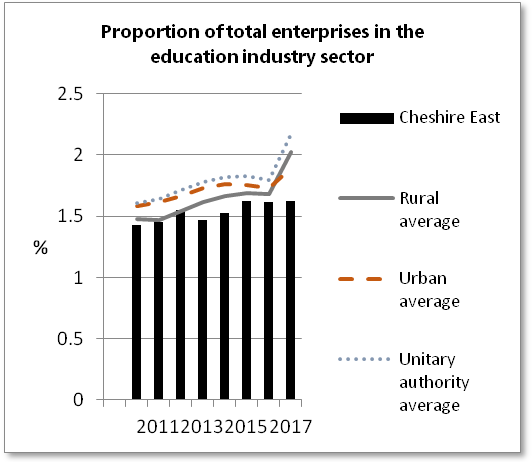 Proportion of total enterprises in the
education industry sector
2.5
2
1.5
1
0.5
0
%
2011 2013 2015 2017
Cheshire East
Rural
average
Urban
average
Unitary
authority
average